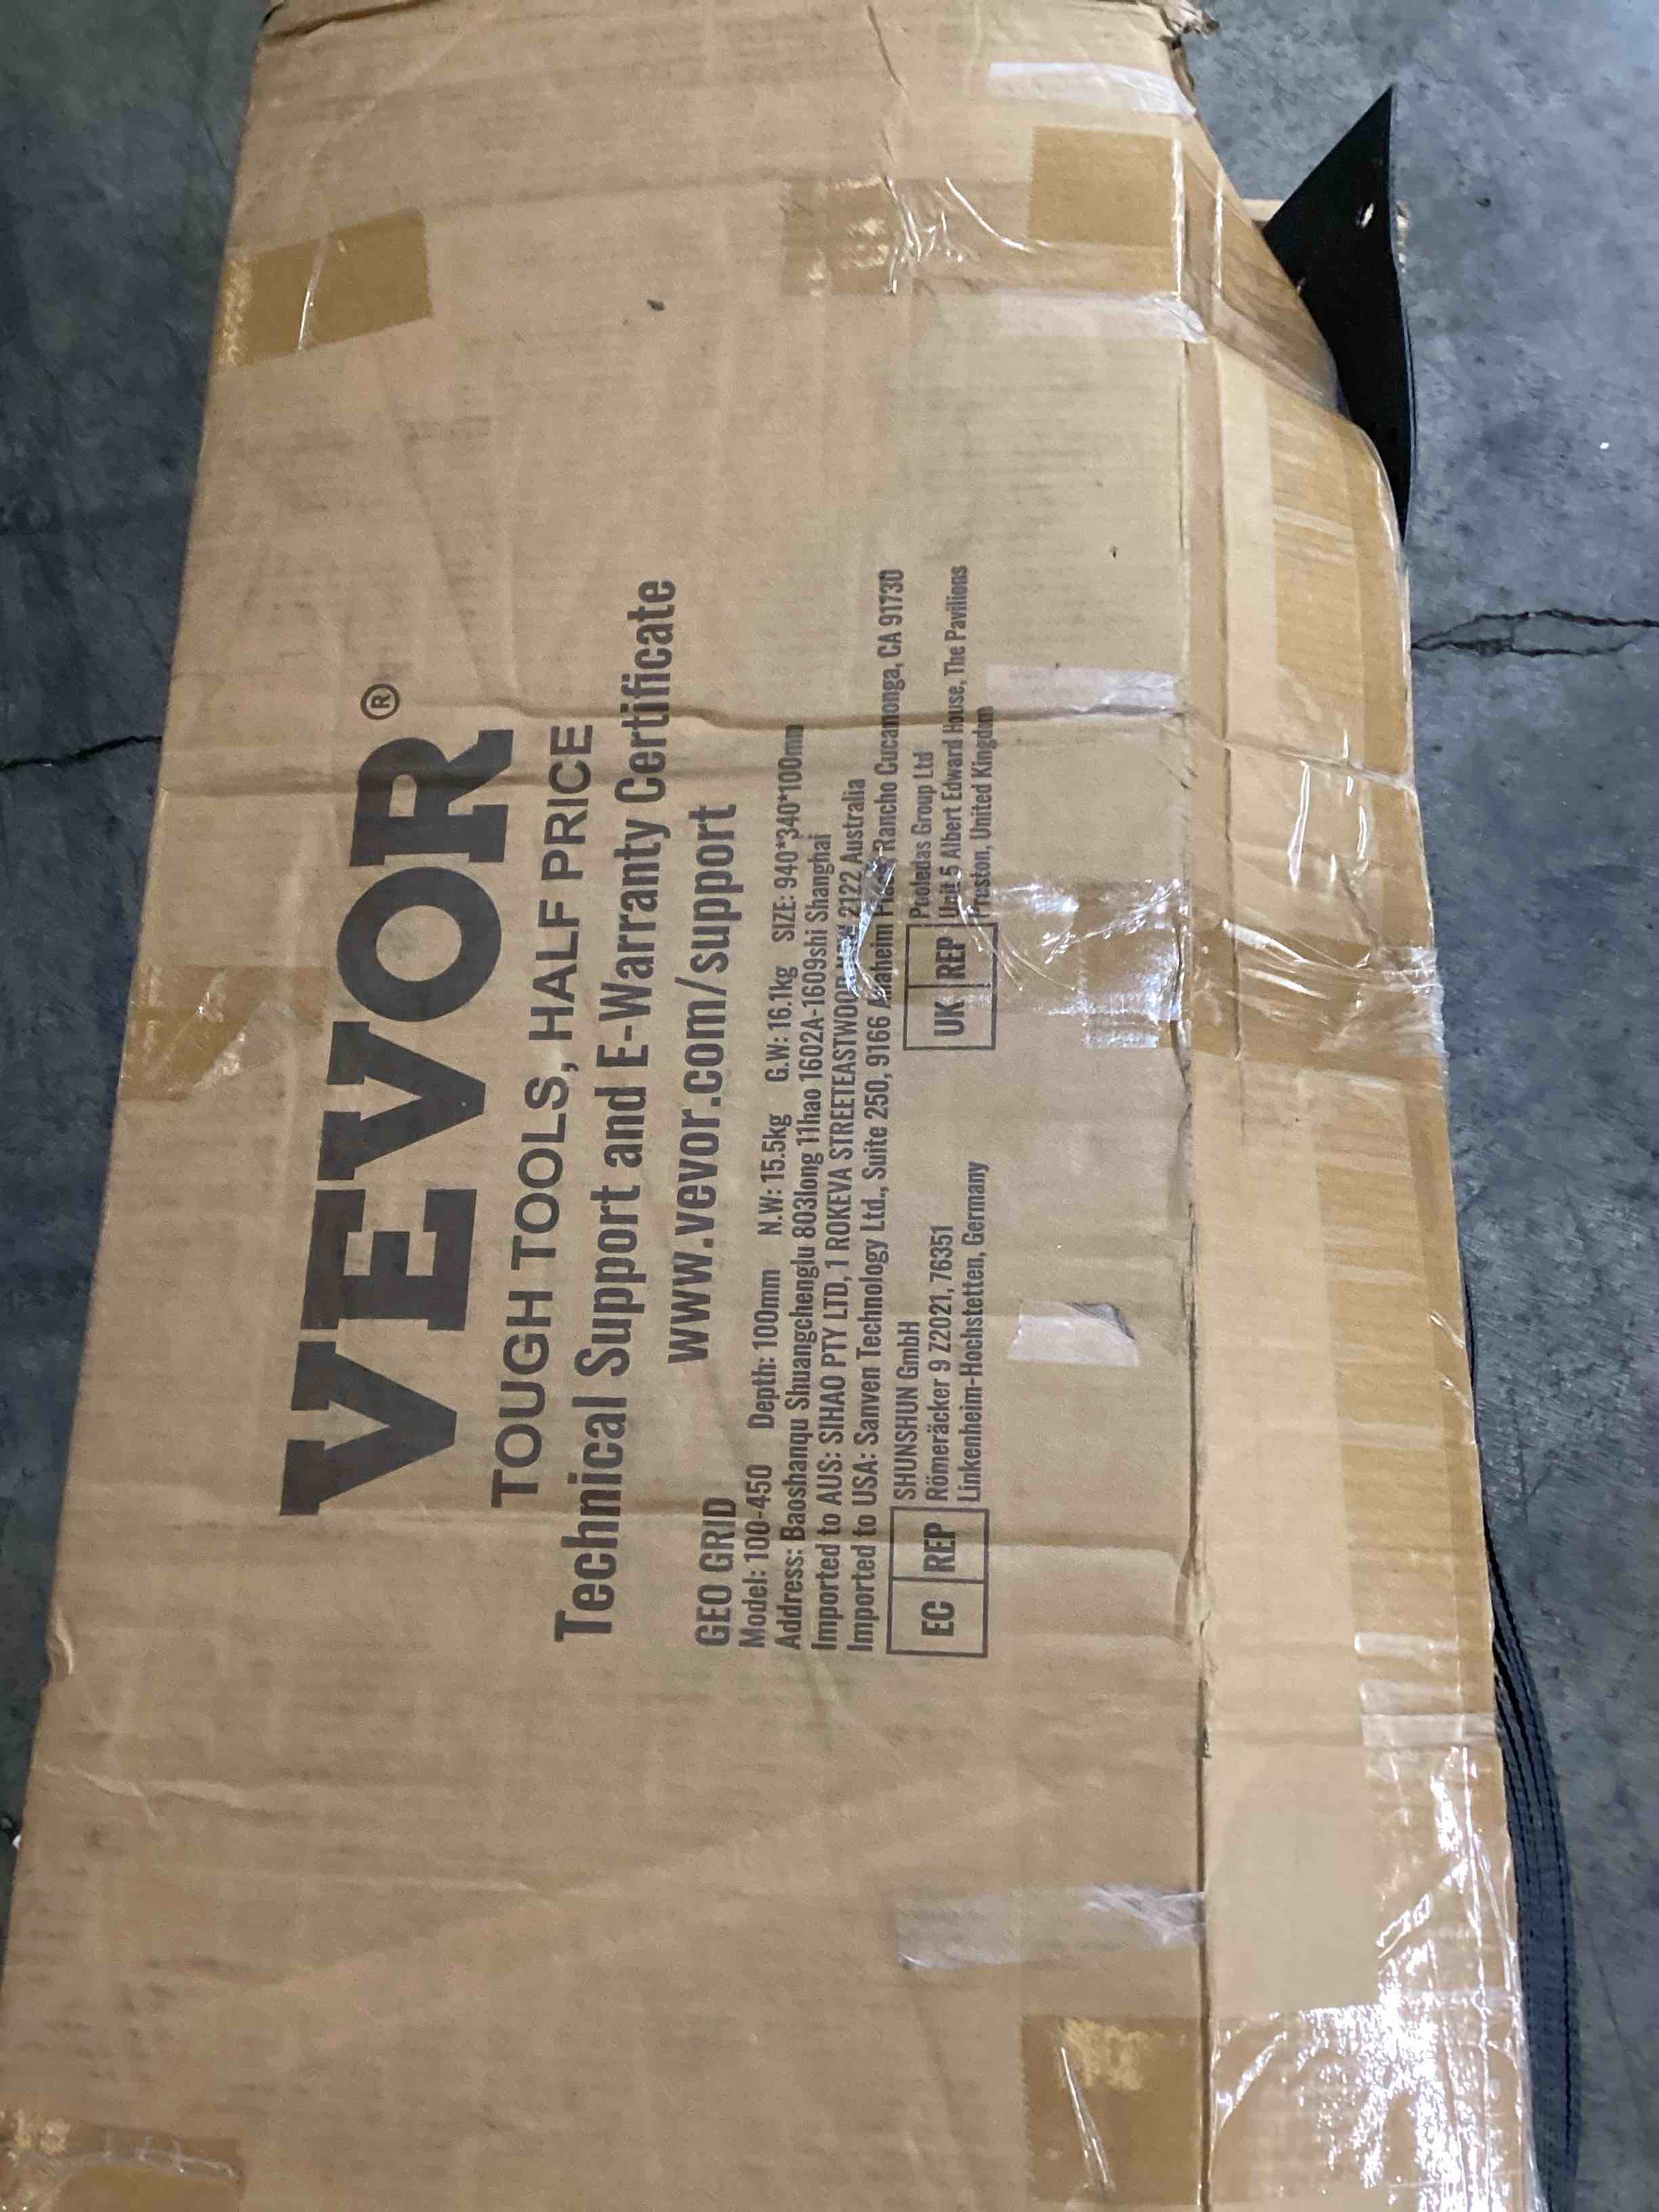 VEVOR®
TOUGH TOOLS, HALF PRICE
Technical Support and E-Warranty Certificate
www.vevor.com/support
GEO GRID
Model: 100-450 Depth: 100mm N.W: 15.5kg G.W: 16.1kg SIZE: 940*340*100mm
Address: Baoshanqu Shuangchenglu 803long 11hao 1602A-1609shi Shanghai
Imported to AUS: SIHAO PTY LTD, 1 ROKEVA STREETEASTWOOD 2122 Australia
Imported to USA: Sanven Technology Ltd., Suite 250, 9166 Anaheim Rancho Cucamonga, CA 91730
EC REP
SHUNSHUN GmbH
Römeräcker 9 Z2021, 76351
Linkenheim-Hochstetten, Germany
UK REP
Pooledas Group Ltd
Unit 5 Albert Edward House, The Pavilions
Preston, United Kingdom